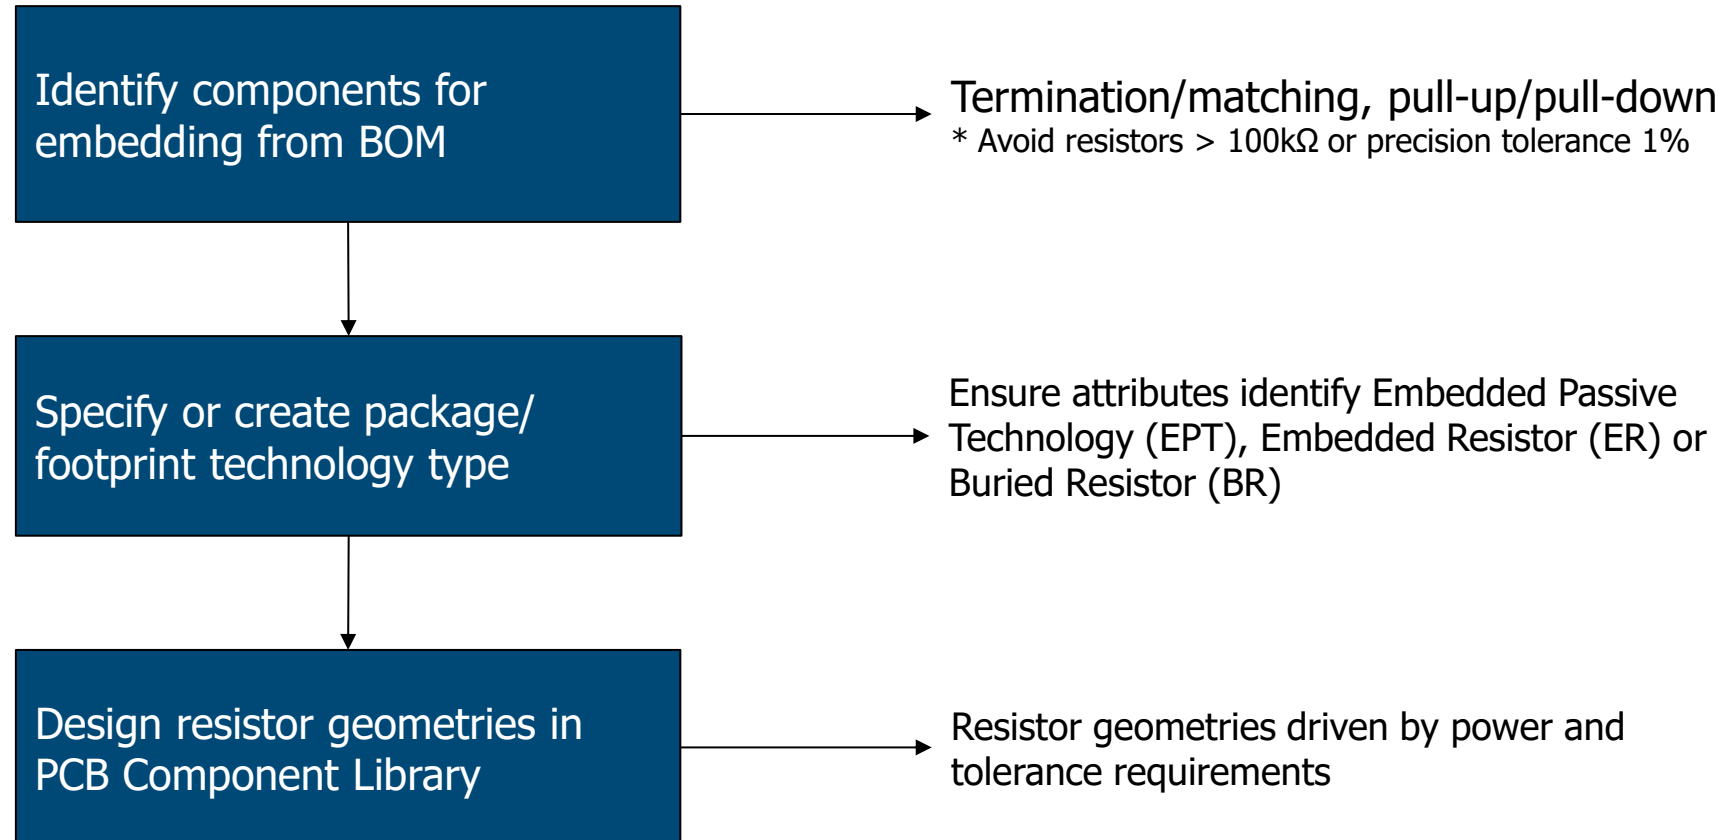 Identify components for
embedding from BOM
Termination/matching, pull-up/pull-down
* Avoid resistors > 100kΩ or precision tolerance 1%
Specify or create package/
footprint technology type
Ensure attributes identify Embedded Passive
Technology (EPT), Embedded Resistor (ER) or
Buried Resistor (BR)
Design resistor geometries in
PCB Component Library
Resistor geometries driven by power and
tolerance requirements